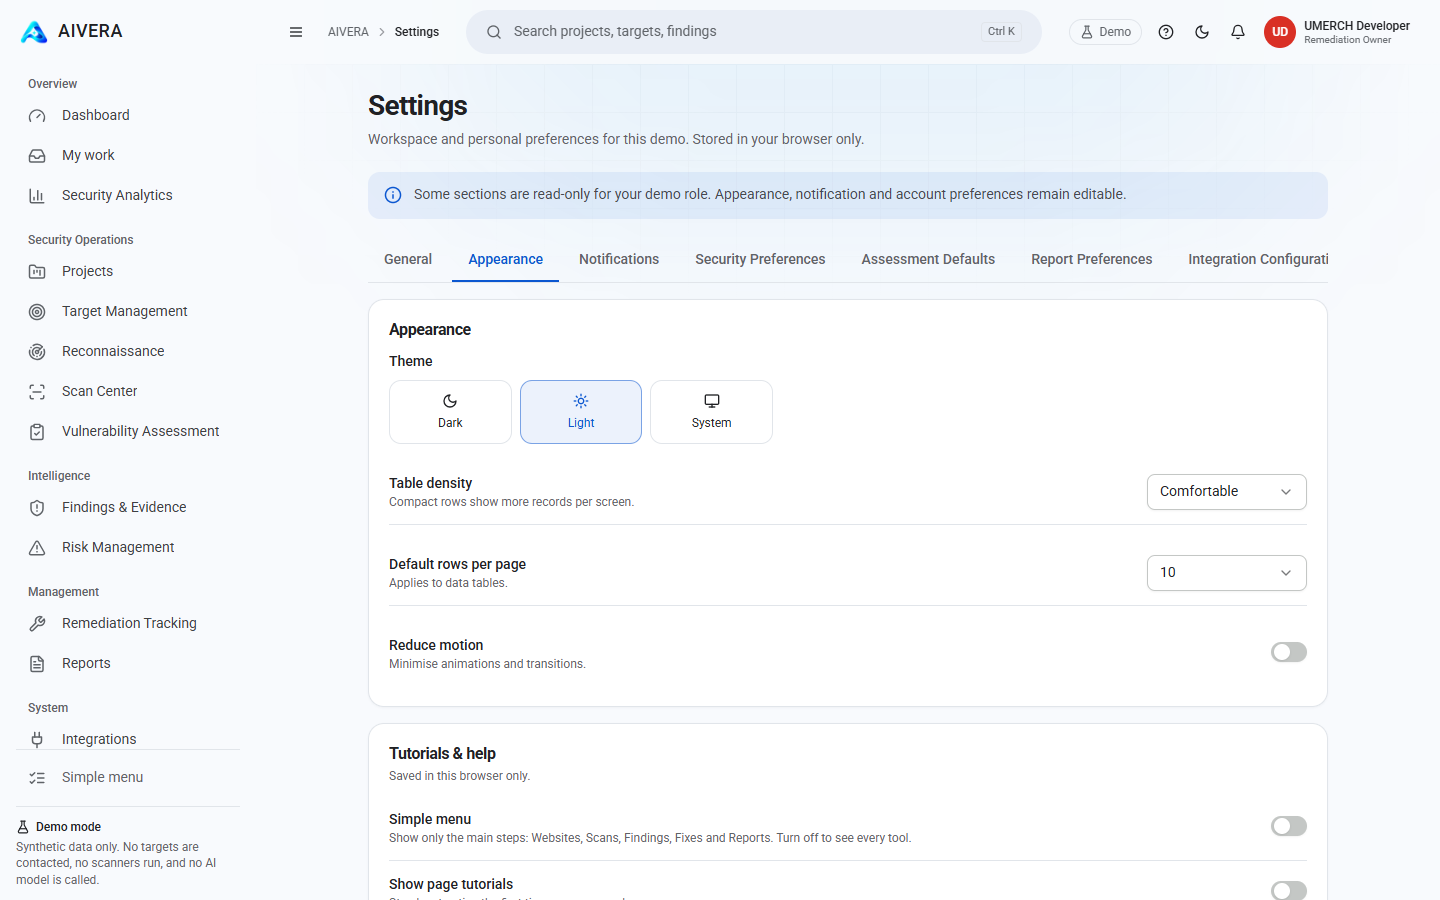 AIVERA
AIVERA > Settings
Search projects, targets, findings
Ctrl K
Demo
UD
UMERCH Developer
Remediation Owner
Overview
Dashboard
My work
Security Analytics
Security Operations
Projects
Target Management
Reconnaissance
Scan Center
Vulnerability Assessment
Intelligence
Findings & Evidence
Risk Management
Management
Remediation Tracking
Reports
System
Integrations
Simple menu
Demo mode
Synthetic data only. No targets are
contacted, no scanners run, and no AI
model is called.
Settings
Workspace and personal preferences for this demo. Stored in your browser only.
Some sections are read-only for your demo role. Appearance, notification and account preferences remain editable.
General
Appearance
Notifications
Security Preferences
Assessment Defaults
Report Preferences
Integration Configurati
Appearance
Theme
Dark
Light
System
Table density
Compact rows show more records per screen.
Comfortable
Default rows per page
Applies to data tables.
10
Reduce motion
Minimise animations and transitions.
Tutorials & help
Saved in this browser only.
Simple menu
Show only the main steps: Websites, Scans, Findings, Fixes and Reports. Turn off to see every tool.
Show page tutorials